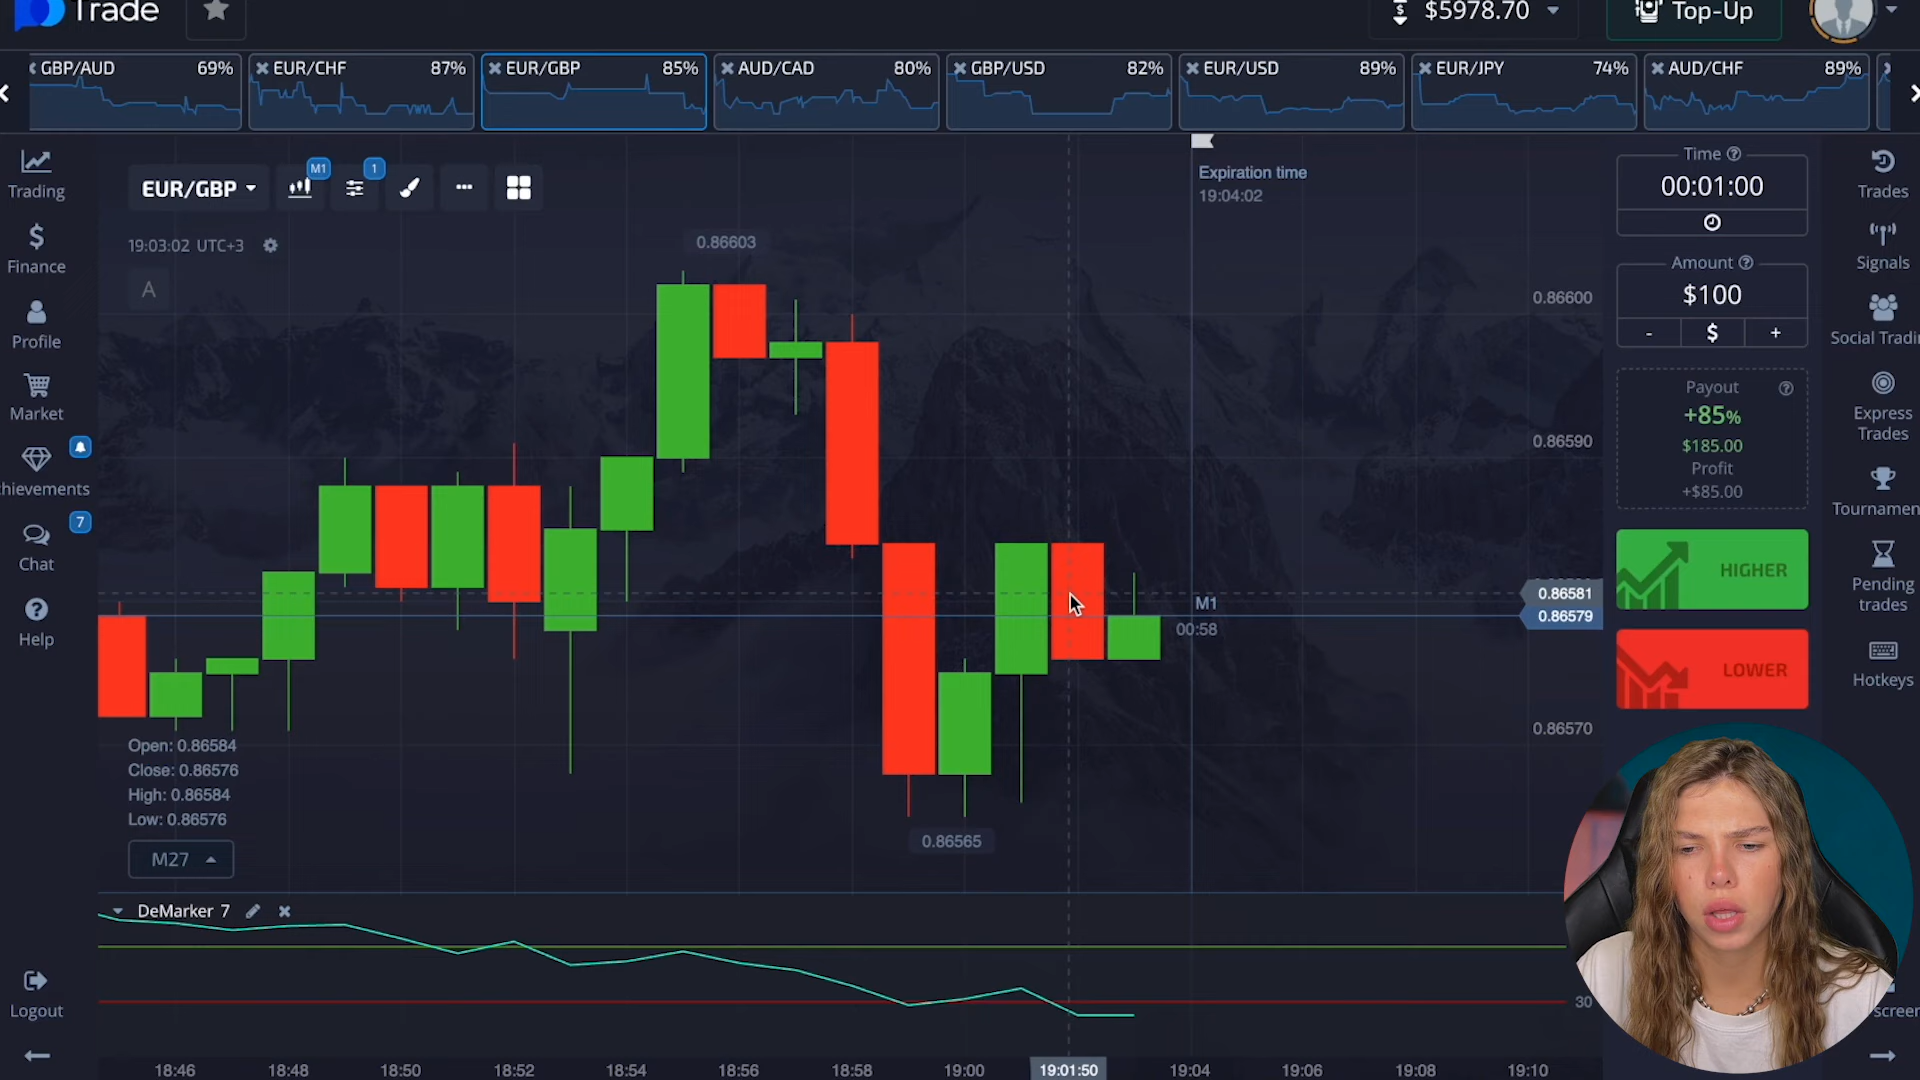 Trade
$5978.70
Top-Up
GBP/AUD 69%
EUR/CHF 87%
EUR/GBP 85%
AUD/CAD 80%
GBP/USD 82%
EUR/USD 89%
EUR/JPY 74%
AUD/CHF 89%
Trading
Finance
Profile
Market
hievements
Chat
7
Help
Logout
EUR/GBP
M1
1
19:03:02 UTC+3
A
0.86603
Expiration time
19:04:02
0.86600
0.86590
0.86581
0.86579
0.86570
M1
00:58
0.86565
Open: 0.86584
Close: 0.86576
High: 0.86584
Low: 0.86576
M27
DeMarker 7
30
18:46
18:48
18:50
18:52
18:54
18:56
18:58
19:00
19:01:50
19:04
19:06
19:08
19:10
Time
00:01:00
Amount
$100
- $ +
Payout
+85%
$185.00
Profit
+$85.00
HIGHER
LOWER
Trades
Signals
Social Tradi
Express
Trades
Tournamen
Pending
trades
Hotkeys
screen